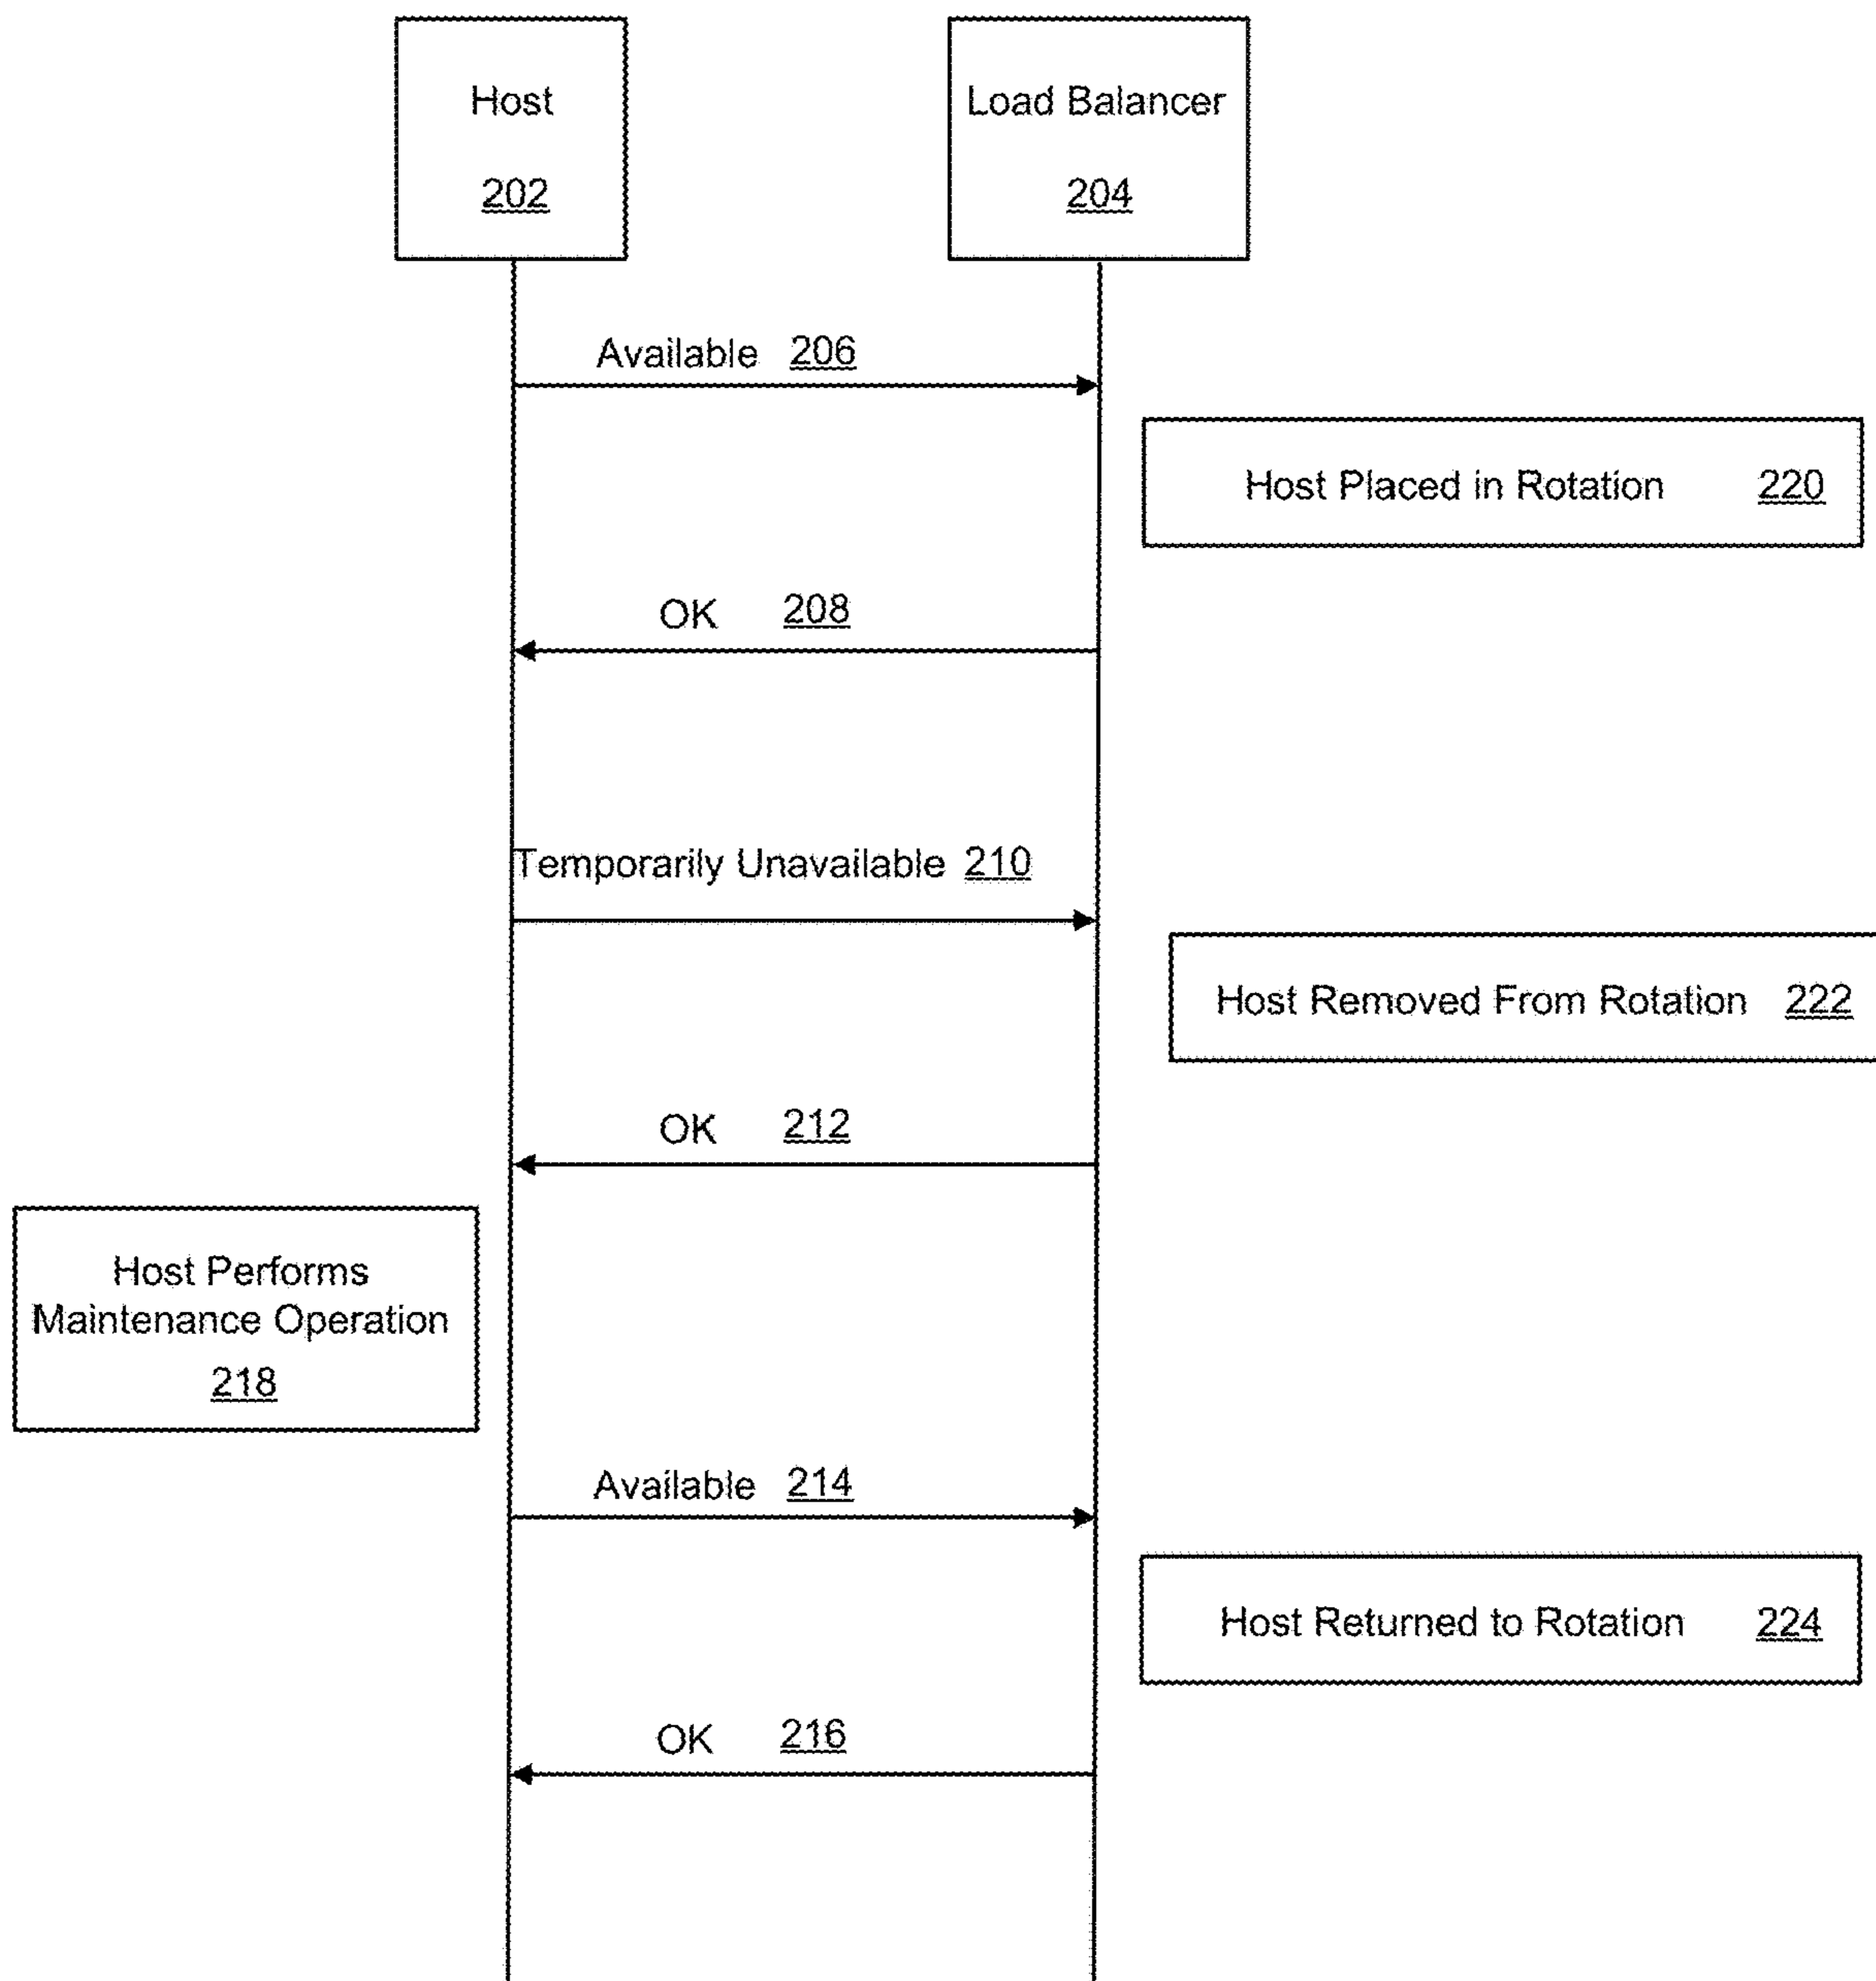 Host
202
Load Balancer
204
Available 206
Host Placed in Rotation 220
OK 208
Temporarily Unavailable 210
Host Removed From Rotation 222
OK 212
Host Performs
Maintenance Operation
218
Available 214
Host Returned to Rotation 224
OK 216